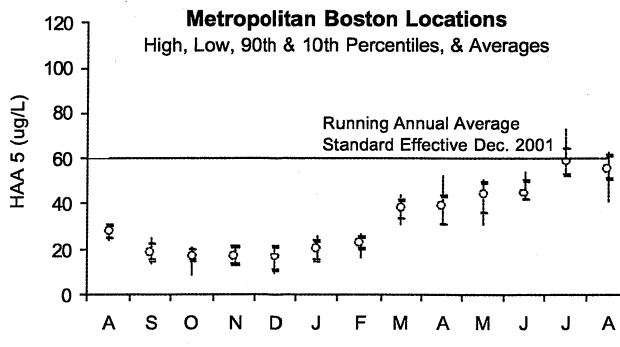 Metropolitan Boston Locations
High, Low, 90th & 10th Percentiles, & Averages
120
100
80
60
40
20
0
HAA 5 (ug/L)
Running Annual Average
Standard Effective Dec. 2001
A S O N D J F M A M J J A